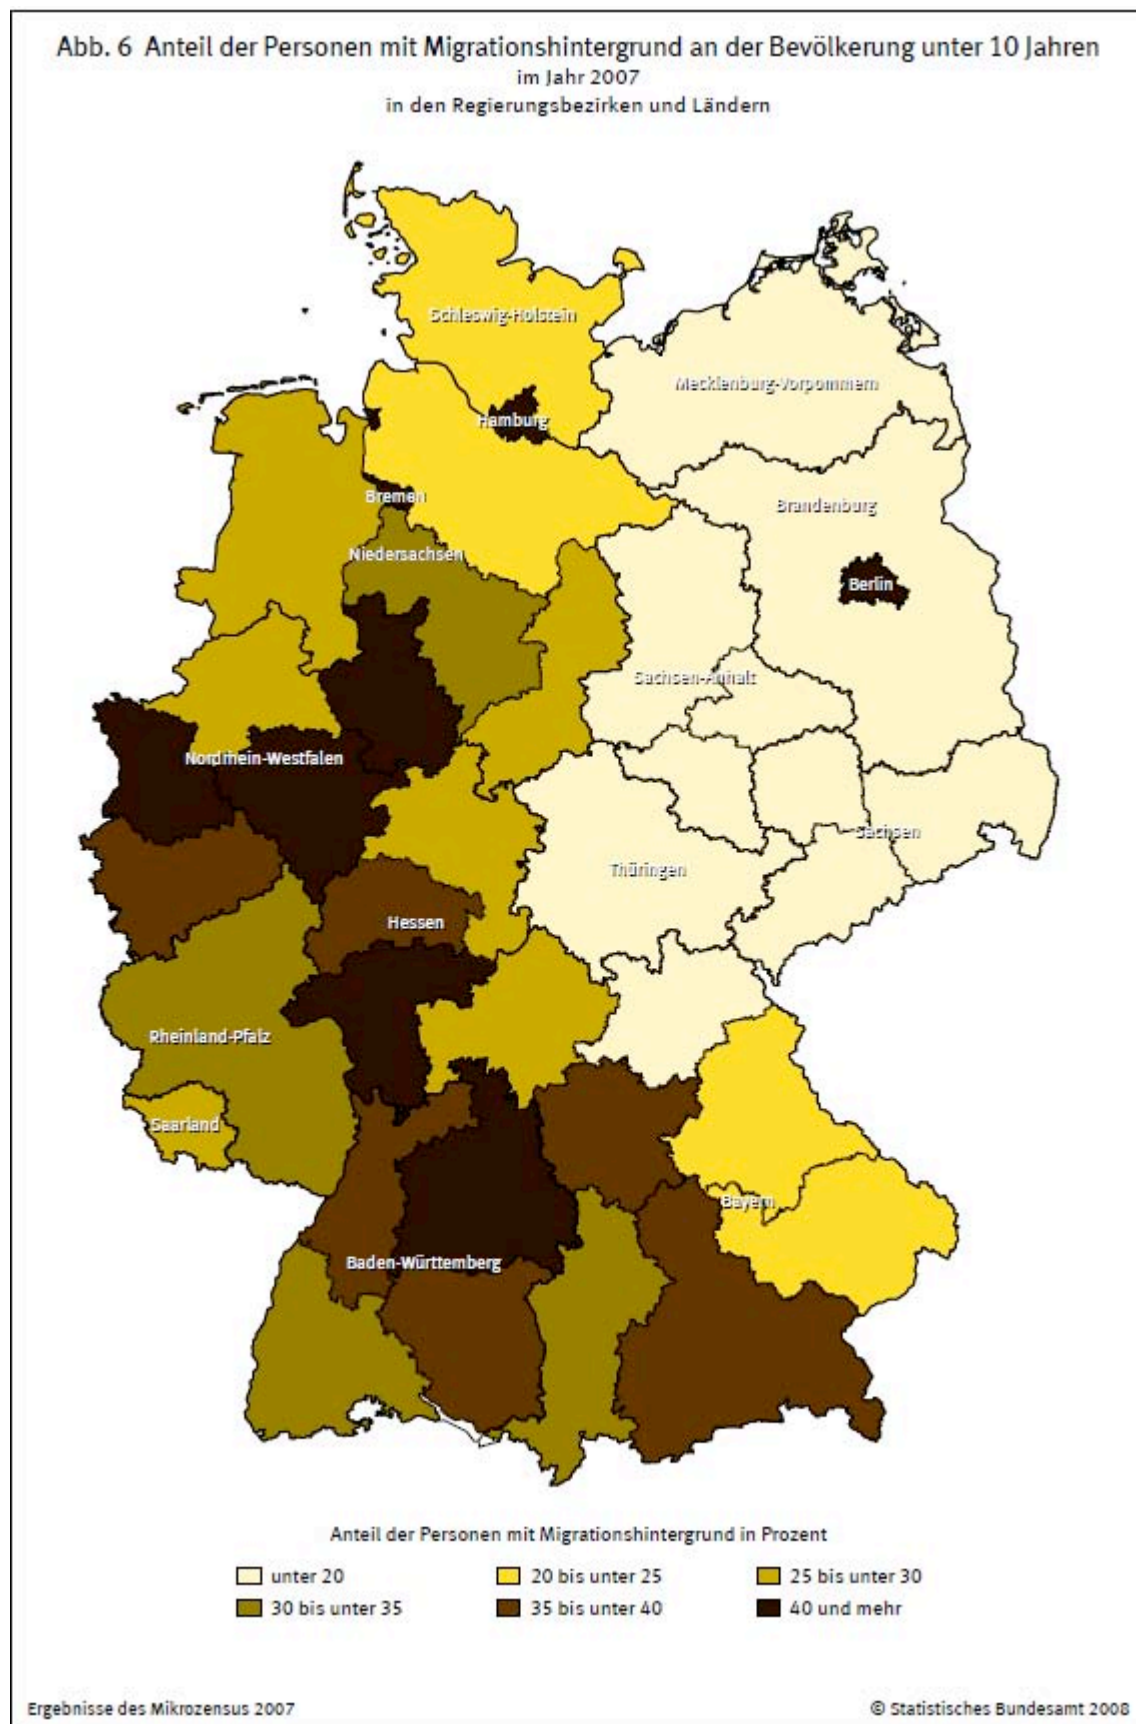 Abb. 6 Anteil der Personen mit Migrationshintergrund an der Bevölkerung unter 10 Jahren
im Jahr 2007
in den Regierungsbezirken und Ländern
Schleswig-Holstein
Mecklenburg-Vorpommern
Hamburg
Bremen
Brandenburg
Niedersachsen
Berlin
Sachsen-Anhalt
Nordrhein-Westfalen
Sachsen
Thüringen
Hessen
Rheinland-Pfalz
Saarland
Bayern
Baden-Württemberg
Anteil der Personen mit Migrationshintergrund in Prozent
unter 20 20 bis unter 25 25 bis unter 30
30 bis unter 35 35 bis unter 40 40 und mehr
Ergebnisse des Mikrozensus 2007 © Statistisches Bundesamt 2008